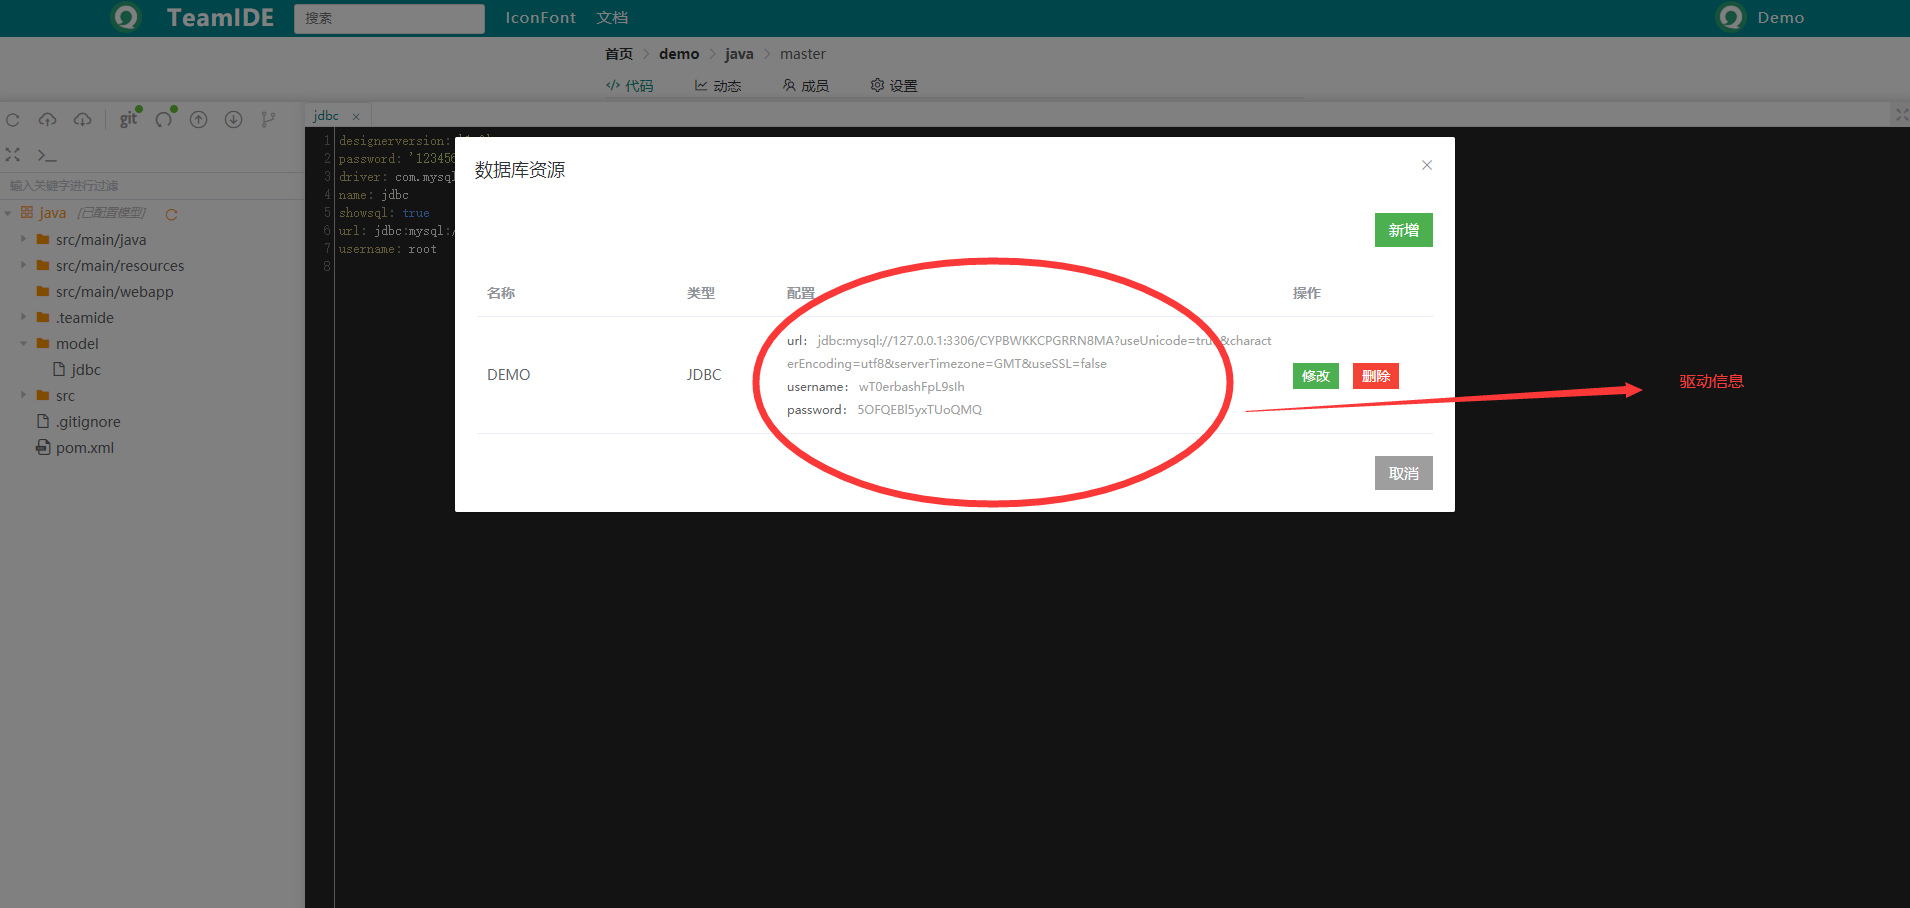 TeamIDE 搜索 IconFont 文档 Demo
首页 > demo > java > master
代码 动态 成员 设置
git
jdbc ×
输入关键字进行过滤
java [已配置模型]
src/main/java
src/main/resources
src/main/webapp
.teamide
model
jdbc
src
.gitignore
pom.xml
1 designerversion:
2 password: '123456
3 driver: com.mysql
4 name: jdbc
5 showsql: true
6 url: jdbc:mysql:/
7 username: root
8
数据库资源
新增
名称 类型 配置 操作
DEMO JDBC
url： jdbc:mysql://127.0.0.1:3306/CYPBWKKCPGRRN8MA?useUnicode=true&charact
erEncoding=utf8&serverTimezone=GMT&useSSL=false
username： wT0erbashFpL9sIh
password： 5OFQEBl5yxTUoQMQ
修改 删除
取消
驱动信息